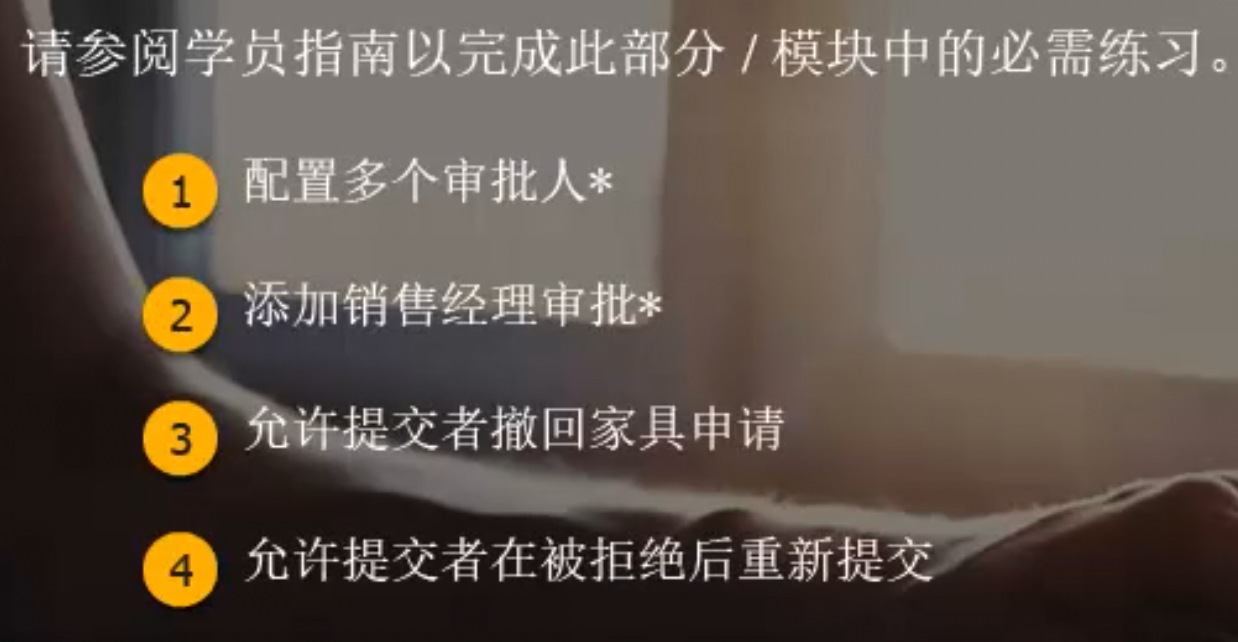 请参阅学员指南以完成此部分 / 模块中的必需练习。
1 配置多个审批人*
2 添加销售经理审批*
3 允许提交者撤回家具申请
4 允许提交者在被拒绝后重新提交